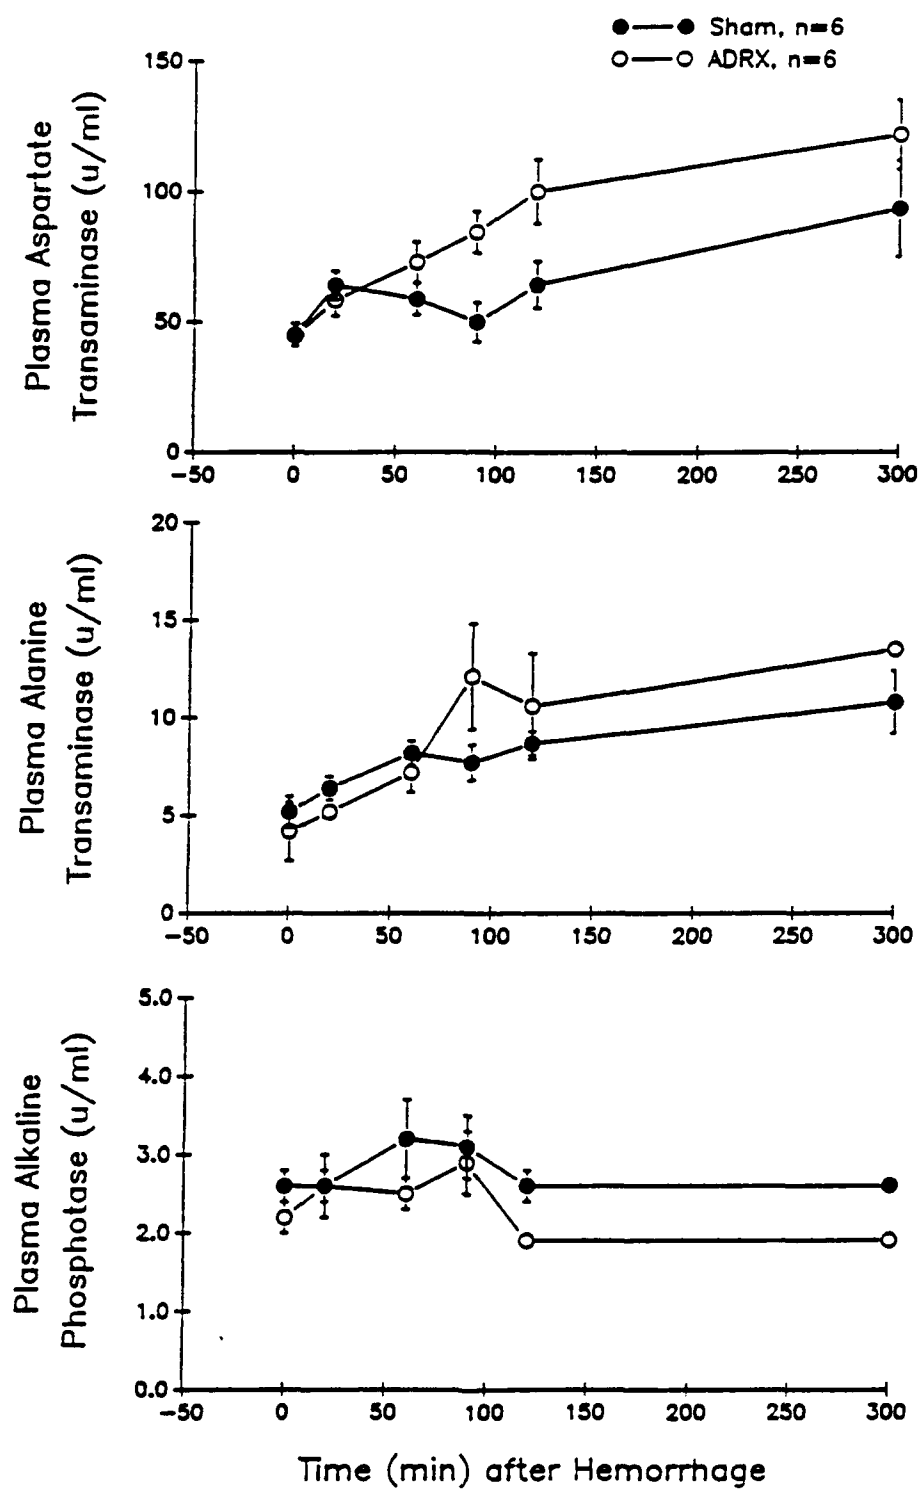 Sham, n=6
ADRX, n=6
Plasma Aspartate
Transaminase (u/ml)
150
100
50
0
-50 0 50 100 150 200 250 300
Plasma Alanine
Transaminase (u/ml)
20
15
10
5
0
-50 0 50 100 150 200 250 300
Plasma Alkaline
Phosphotase (u/ml)
5.0
4.0
3.0
2.0
1.0
0.0
-50 0 50 100 150 200 250 300
Time (min) after Hemorrhage